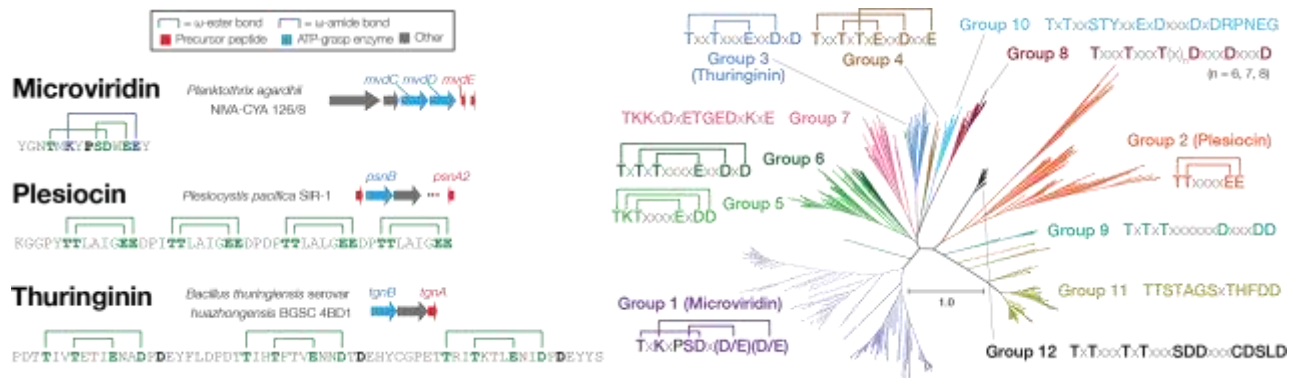 = ω-ester bond = ω-amide bond
Precursor peptide ATP-grasp enzyme Other
Microviridin
Planktothrix agardhii
NIVA-CYA 126/8
mvdC mvdD mvdE
YGNTMKYPSDWEEY
Plesiocin
Plesiocystis pacifica SIR-1
psnB psnA2
...
KGGPYTTLAIGEEDPITTLAIGEEDPDPTTLALGEEDPTTLAIGEE
Thuringinin
Bacillus thuringiensis serovar
huazhongensis BGSC 4BD1
tgnB tgnA
PDTTIVTETIENADPDEYFLDPDTTIHTFTVENNDTDEHYCGPETTRITKTLENIDPDEYYS
TxxTxxxExxDxD
Group 3
(Thuringinin)
TxxTxTxExxDxxE
Group 4
Group 10 TxTxxSTYxxExDxxxDxDRPNEG
Group 8 TxxxTxxxT(x)nDxxxDxxxD
(n = 6, 7, 8)
TKKxDxETGEDxKxE Group 7
Group 2 (Plesiocin)
TTxxxxEE
TxTxTxxxxExxDxD
Group 6
TKTxxxxExDD Group 5
Group 9 TxTxTxxxxxxDxxxDD
Group 11 TTSTAGSxTHFDD
Group 1 (Microviridin)
TxKxPSDx(D/E)(D/E)
1.0
Group 12 TxTxxxTxTxxxSDDxxxCDSLD